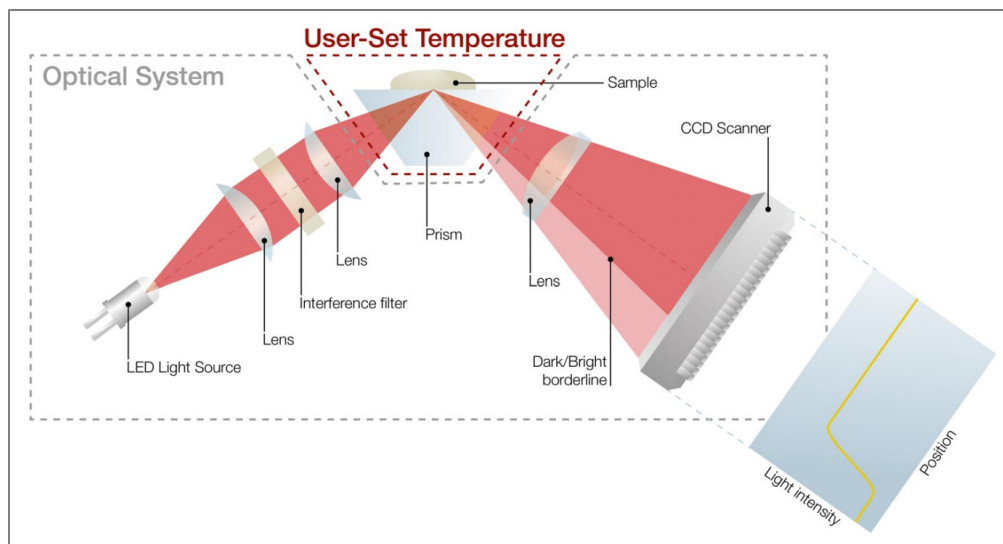 User-Set Temperature
Optical System
Sample
CCD Scanner
Prism
Lens
Lens
Interference filter
Lens
LED Light Source
Dark/Bright
borderline
Position
Light intensity